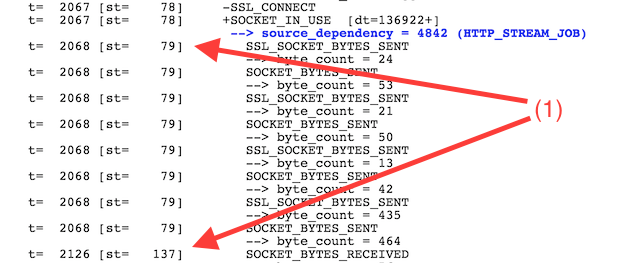 t=  2067 [st=    78]     -SSL_CONNECT
t=  2067 [st=    78]     +SOCKET_IN_USE  [dt=136922+]
--> source_dependency = 4842 (HTTP_STREAM_JOB)
t=  2068 [st=    79]        SSL_SOCKET_BYTES_SENT
--> byte_count = 24
t=  2068 [st=    79]        SOCKET_BYTES_SENT
--> byte_count = 53
t=  2068 [st=    79]        SSL_SOCKET_BYTES_SENT
--> byte_count = 21
(1)
t=  2068 [st=    79]        SOCKET_BYTES_SENT
--> byte_count = 50
t=  2068 [st=    79]        SSL_SOCKET_BYTES_SENT
--> byte_count = 13
t=  2068 [st=    79]        SOCKET_BYTES_SENT
--> byte_count = 42
t=  2068 [st=    79]        SSL_SOCKET_BYTES_SENT
--> byte_count = 435
t=  2068 [st=    79]        SOCKET_BYTES_SENT
--> byte_count = 464
t=  2126 [st=   137]        SOCKET_BYTES_RECEIVED